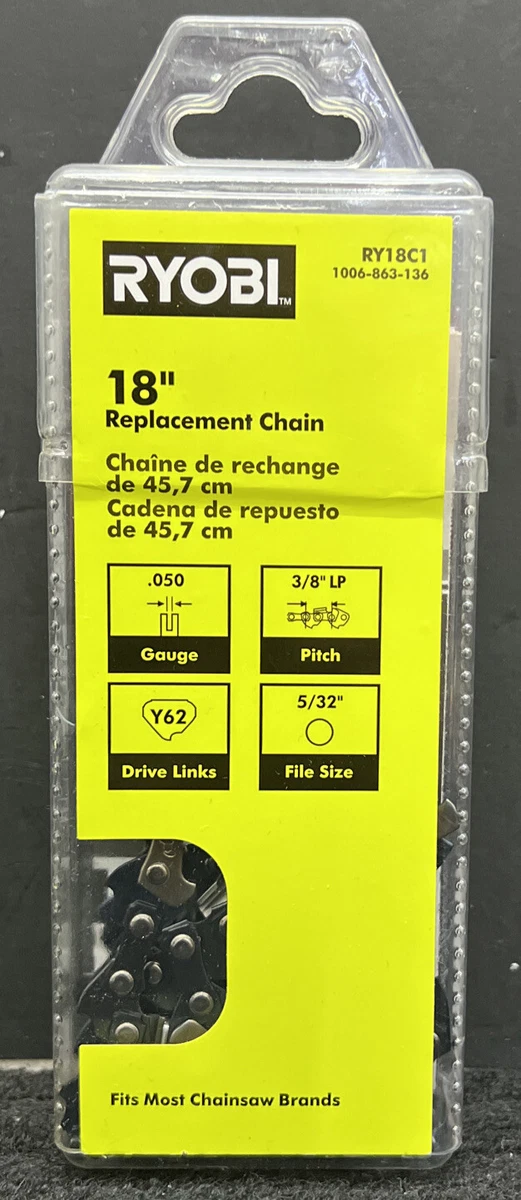 RYOBI™
RY18C1
1006-863-136
18"
Replacement Chain
Chaîne de rechange
de 45,7 cm
Cadena de repuesto
de 45,7 cm
.050
Gauge
3/8" LP
Pitch
Y62
Drive Links
5/32"
File Size
Fits Most Chainsaw Brands